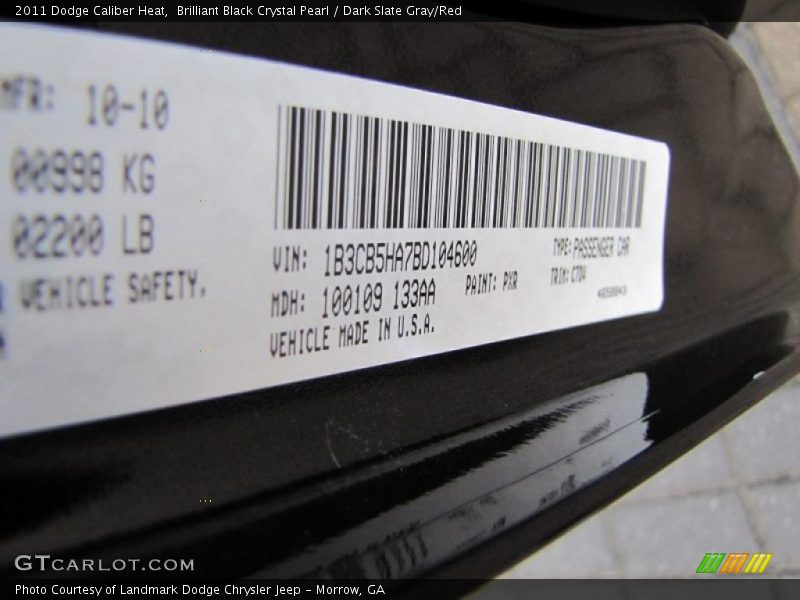 2011 Dodge Caliber Heat,  Brilliant Black Crystal Pearl / Dark Slate Gray/Red
MFR: 10-10
00998 KG
02200 LB
VEHICLE SAFETY.
VIN: 1B3CB5HA7BD104600
TYPE: PASSENGER CAR
MDH: 100109 133AA
PAINT: PXR
TRIM: C7DV
VEHICLE MADE IN U.S.A.
GTCARLOT.COM
Photo Courtesy of Landmark Dodge Chrysler Jeep - Morrow, GA